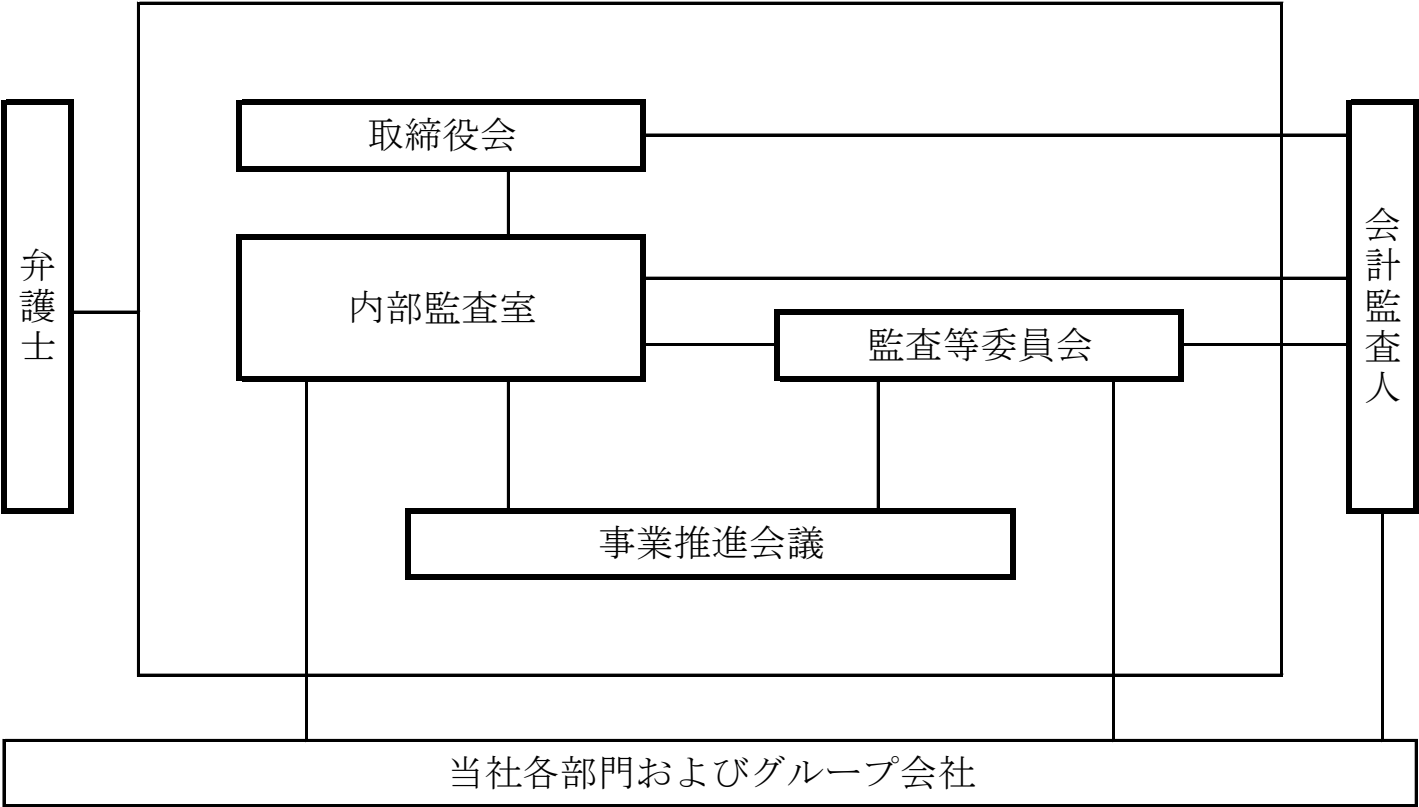 取締役会
弁護士
内部監査室
監査等委員会
会計監査人
事業推進会議
当社各部門およびグループ会社